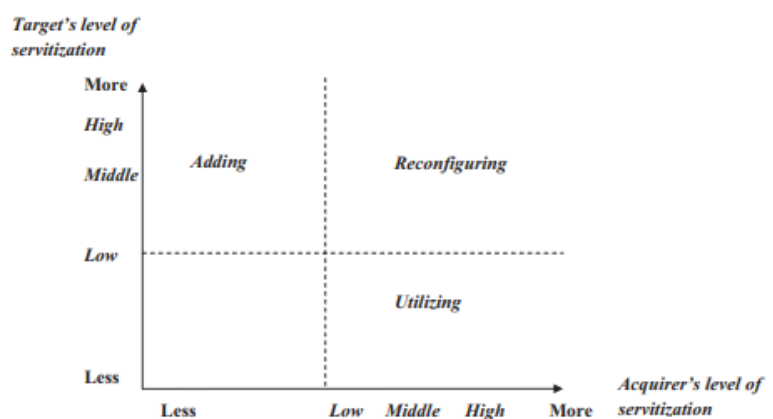 Target's level of
servitization
More
High
Adding
Reconfiguring
Middle
Low
Utilizing
Less
Less
Low Middle High More
Acquirer's level of
servitization